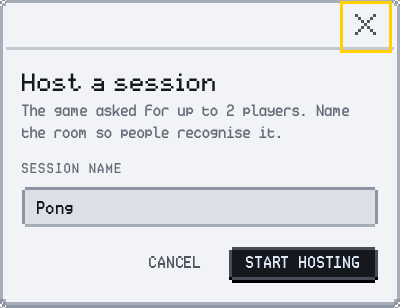 Host a session
The game asked for up to 2 players. Name
the room so people recognise it.
SESSION NAME
Pong
CANCEL
START HOSTING